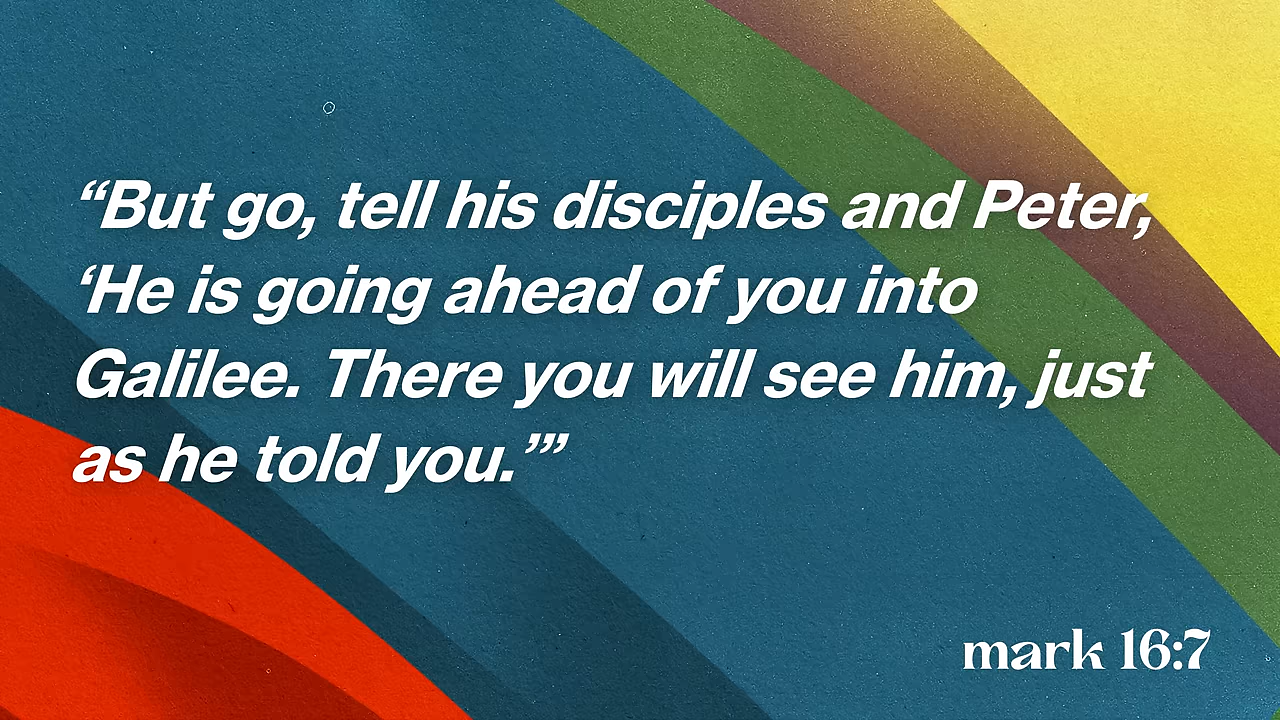 “But go, tell his disciples and Peter,
‘He is going ahead of you into
Galilee. There you will see him, just
as he told you.’”
mark 16:7